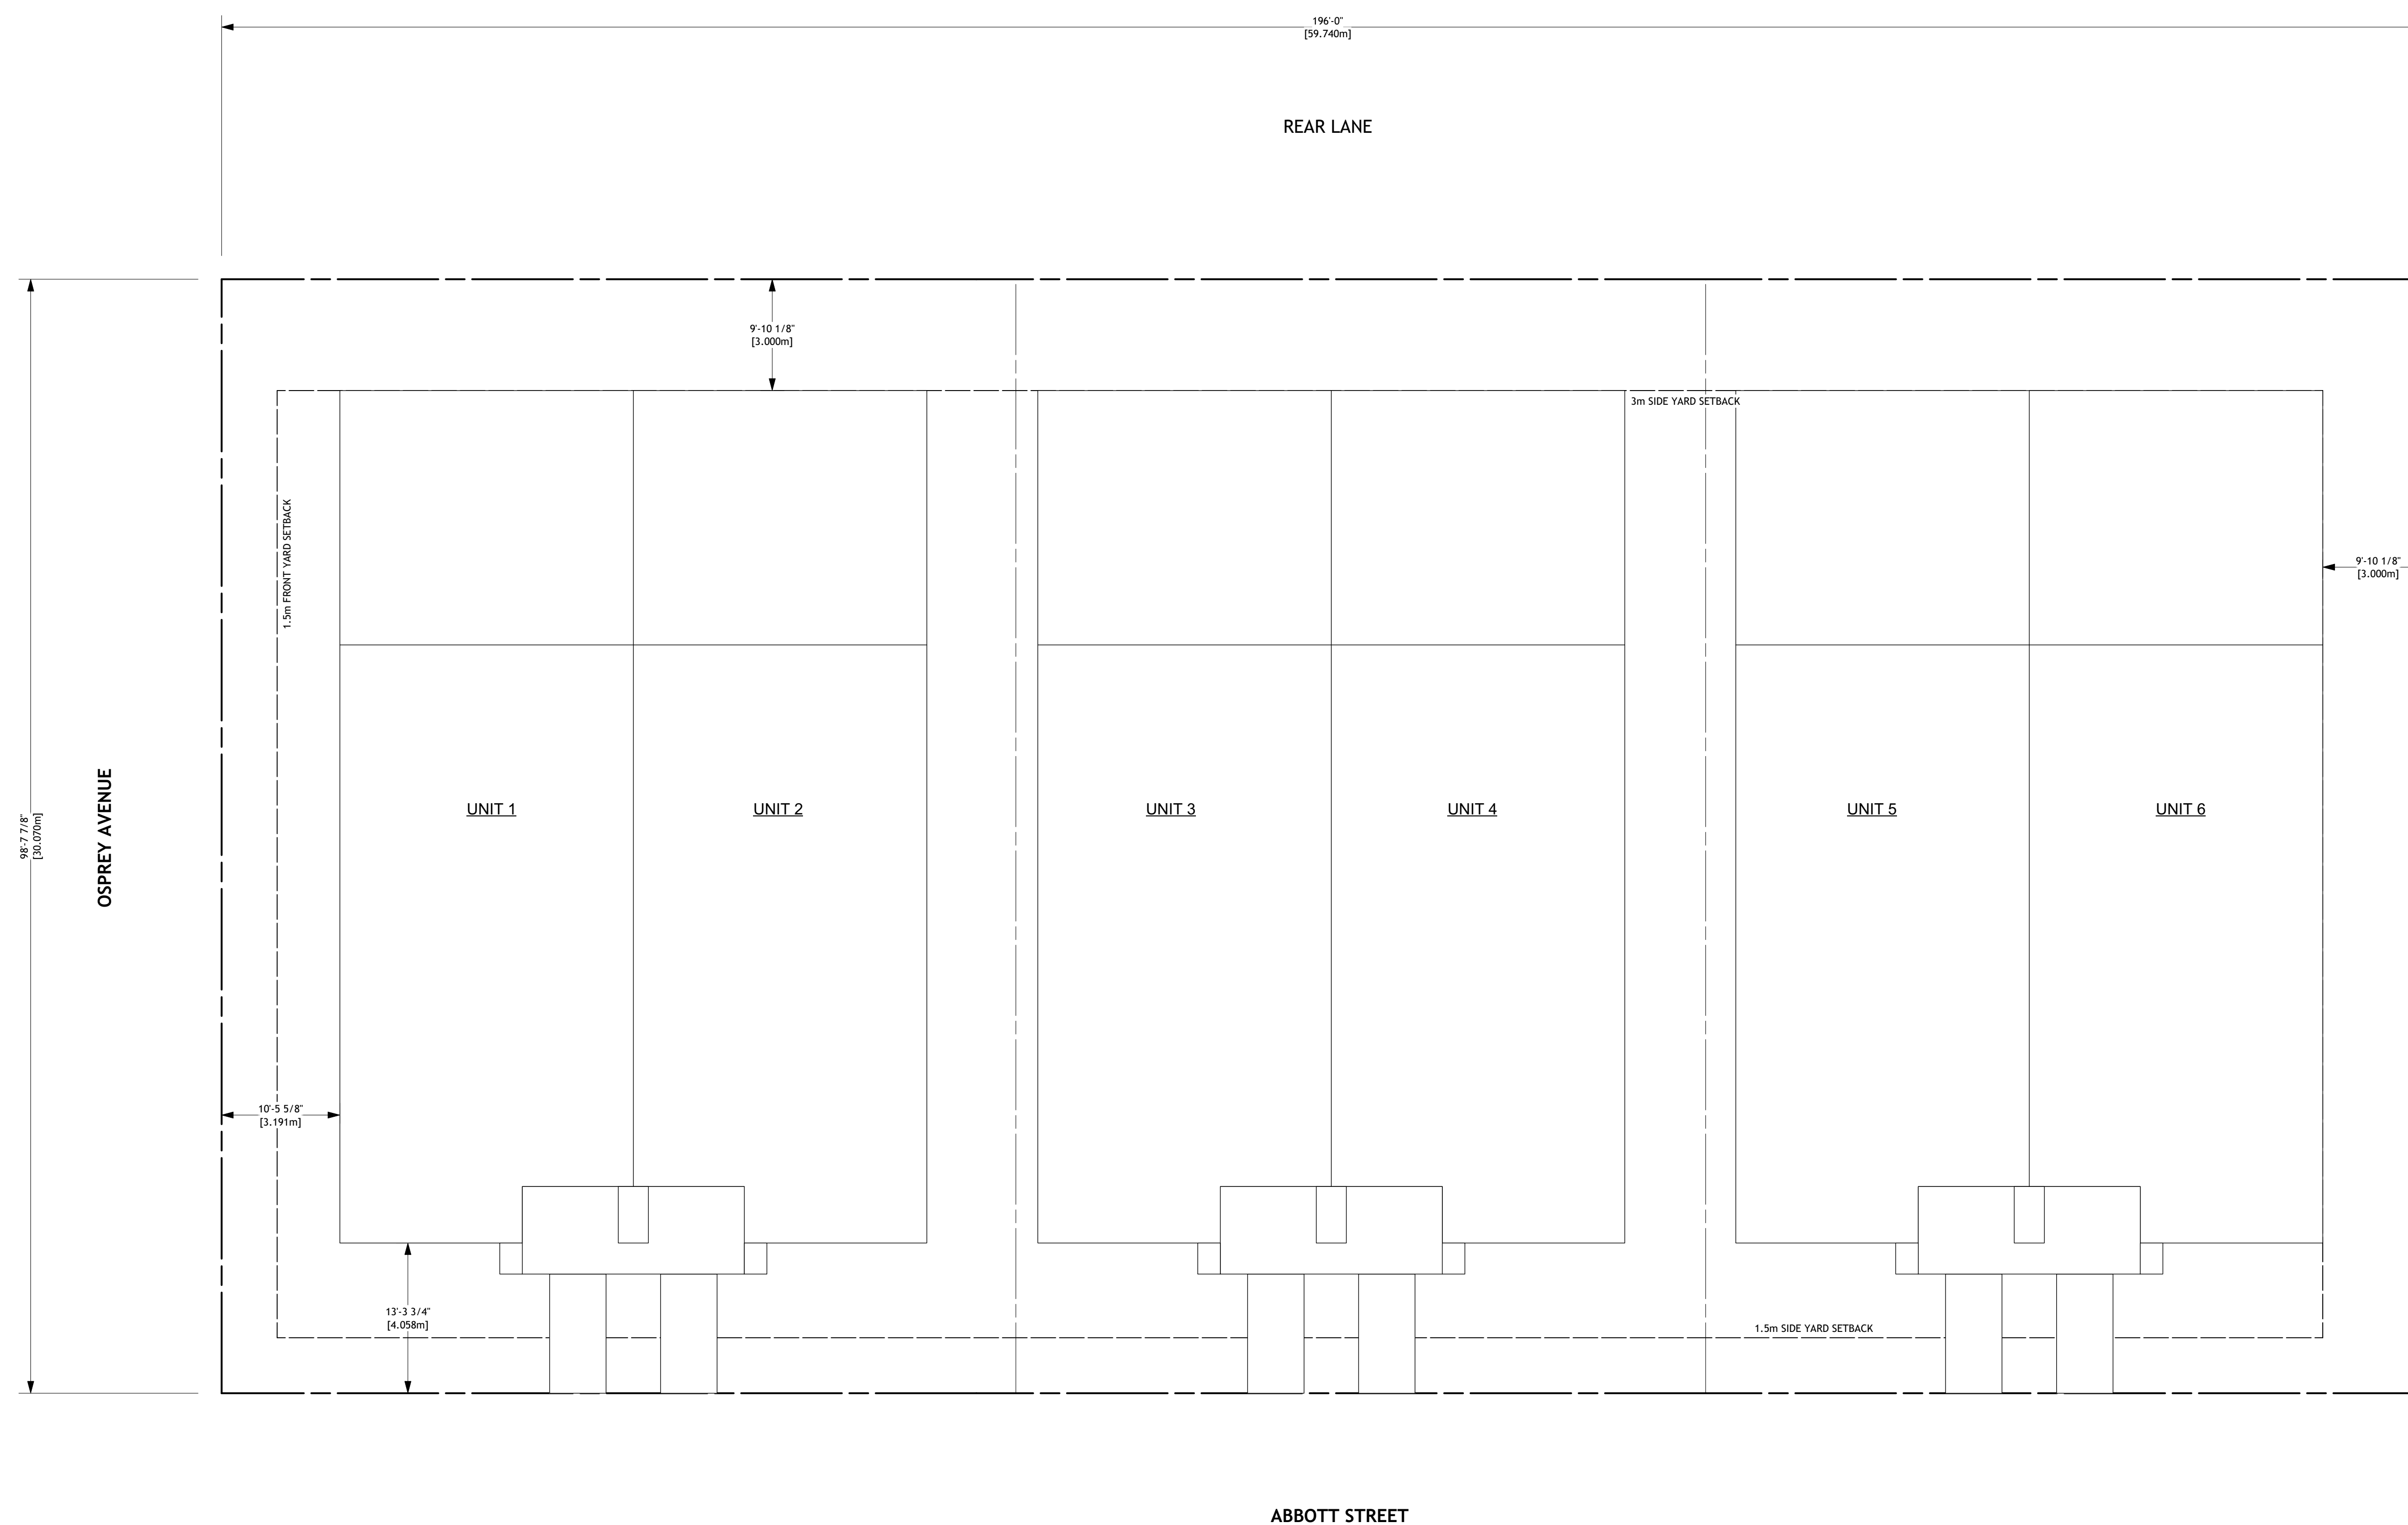 196'-0"
[59.740m]
REAR LANE
9'-10 1/8"
[3.000m]
3m SIDE YARD SETBACK
1.5m FRONT YARD SETBACK
9'-10 1/8"
[3.000m]
98'-7 7/8"
[30.070m]
OSPREY AVENUE
UNIT 1
UNIT 2
UNIT 3
UNIT 4
UNIT 5
UNIT 6
10'-5 5/8"
[3.191m]
13'-3 3/4"
[4.058m]
1.5m SIDE YARD SETBACK
ABBOTT STREET